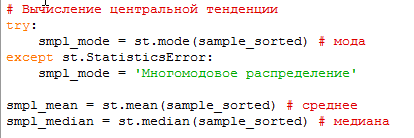 # Вычисление центральной тенденции
try:
    smpl_mode = st.mode(sample_sorted) # мода
except st.StatisticsError:
    smpl_mode = 'Многомодовое распределение'
smpl_mean = st.mean(sample_sorted) # среднее
smpl_median = st.median(sample_sorted) # медиана